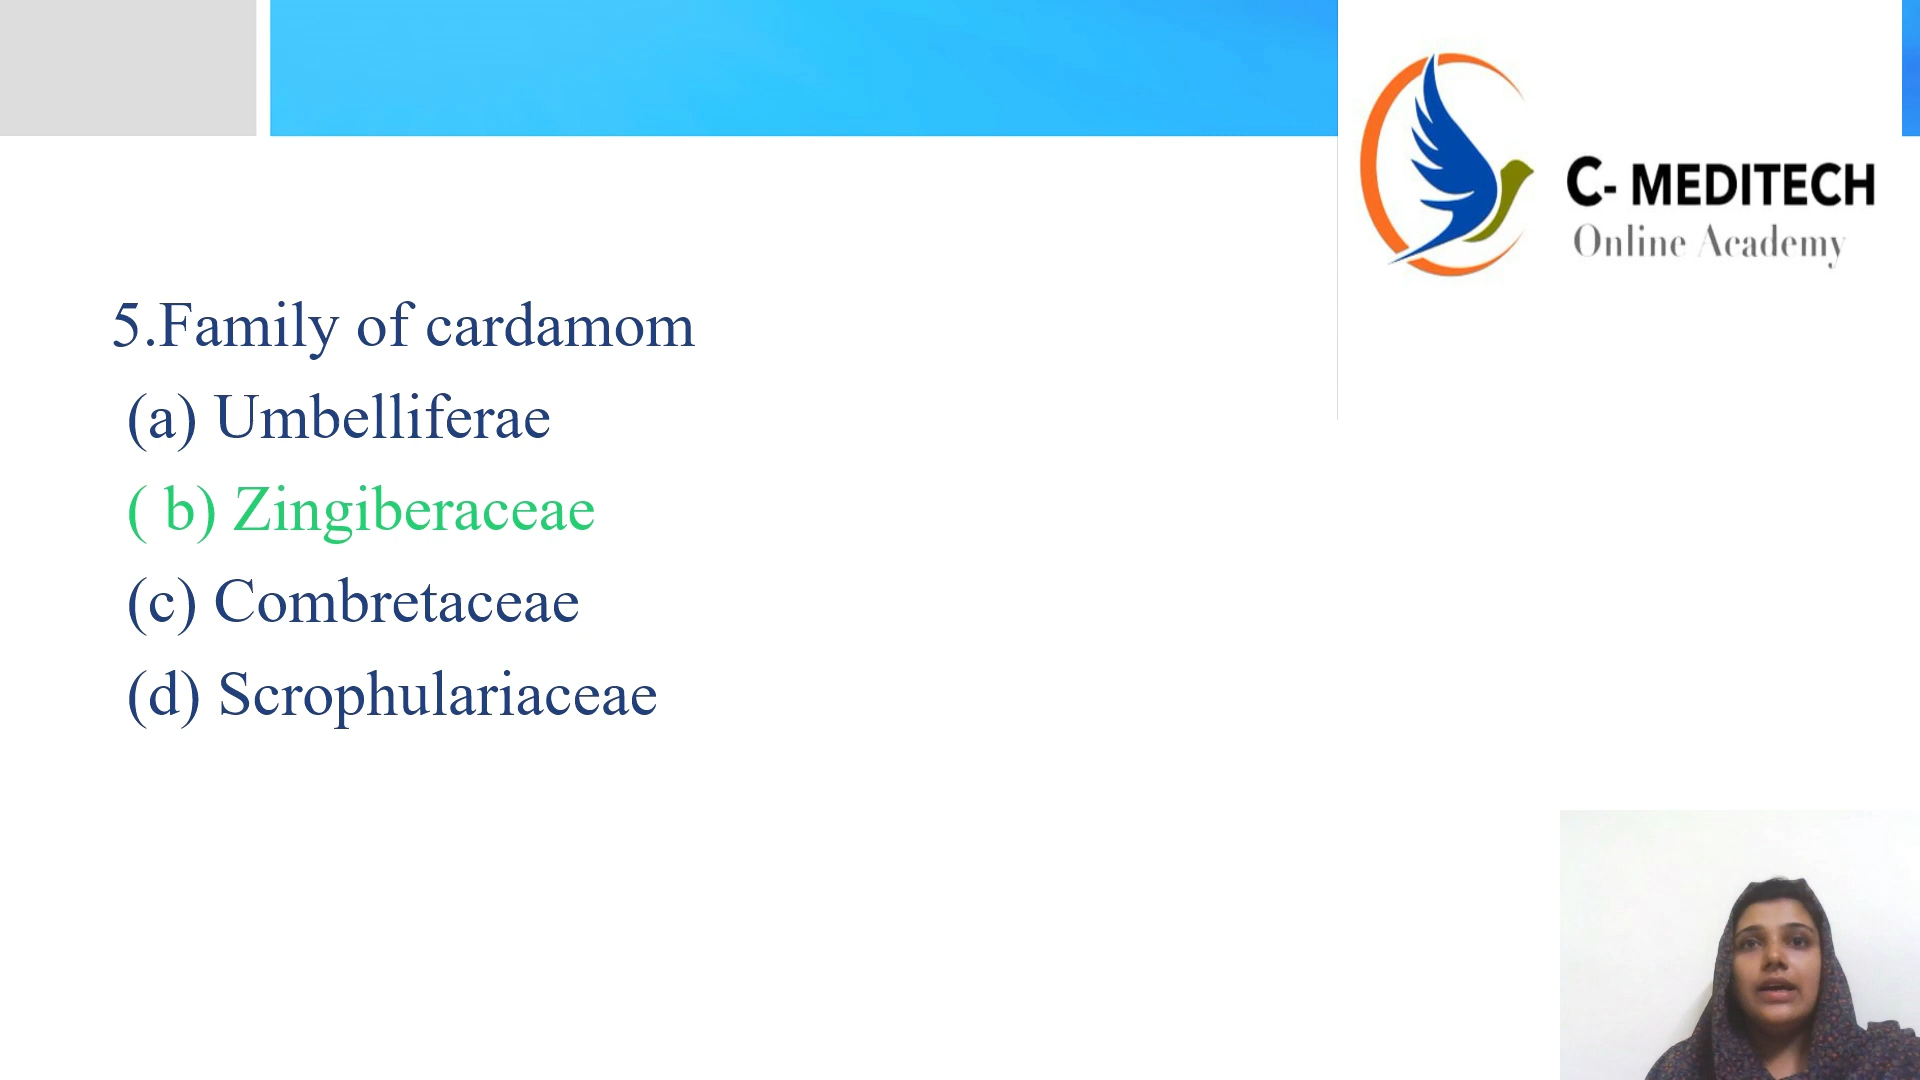 C- MEDITECH
Online Academy
5.Family of cardamom
(a) Umbelliferae
( b) Zingiberaceae
(c) Combretaceae
(d) Scrophulariaceae